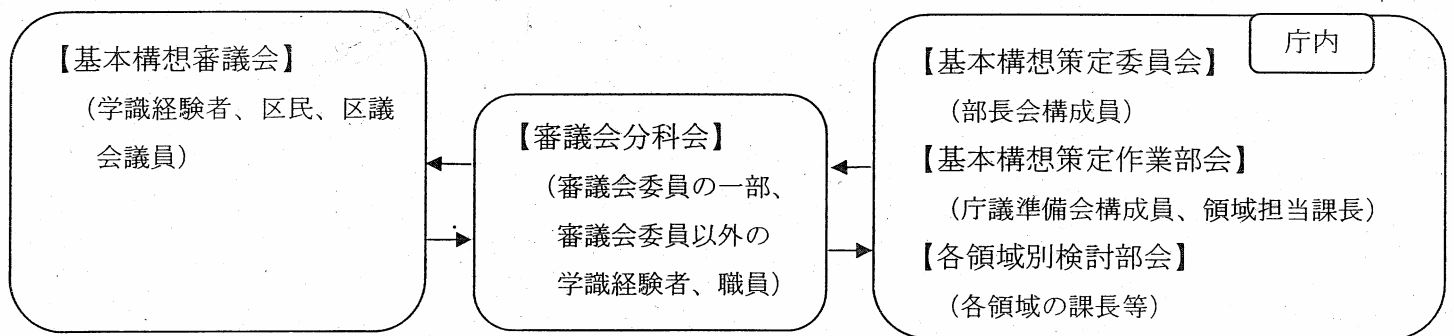 【基本構想審議会】
（学識経験者、区民、区議
会議員）
【審議会分科会】
（審議会委員の一部、
審議会委員以外の
学識経験者、職員）
庁内
【基本構想策定委員会】
（部長会構成員）
【基本構想策定作業部会】
（庁議準備会構成員、領域担当課長）
【各領域別検討部会】
（各領域の課長等）